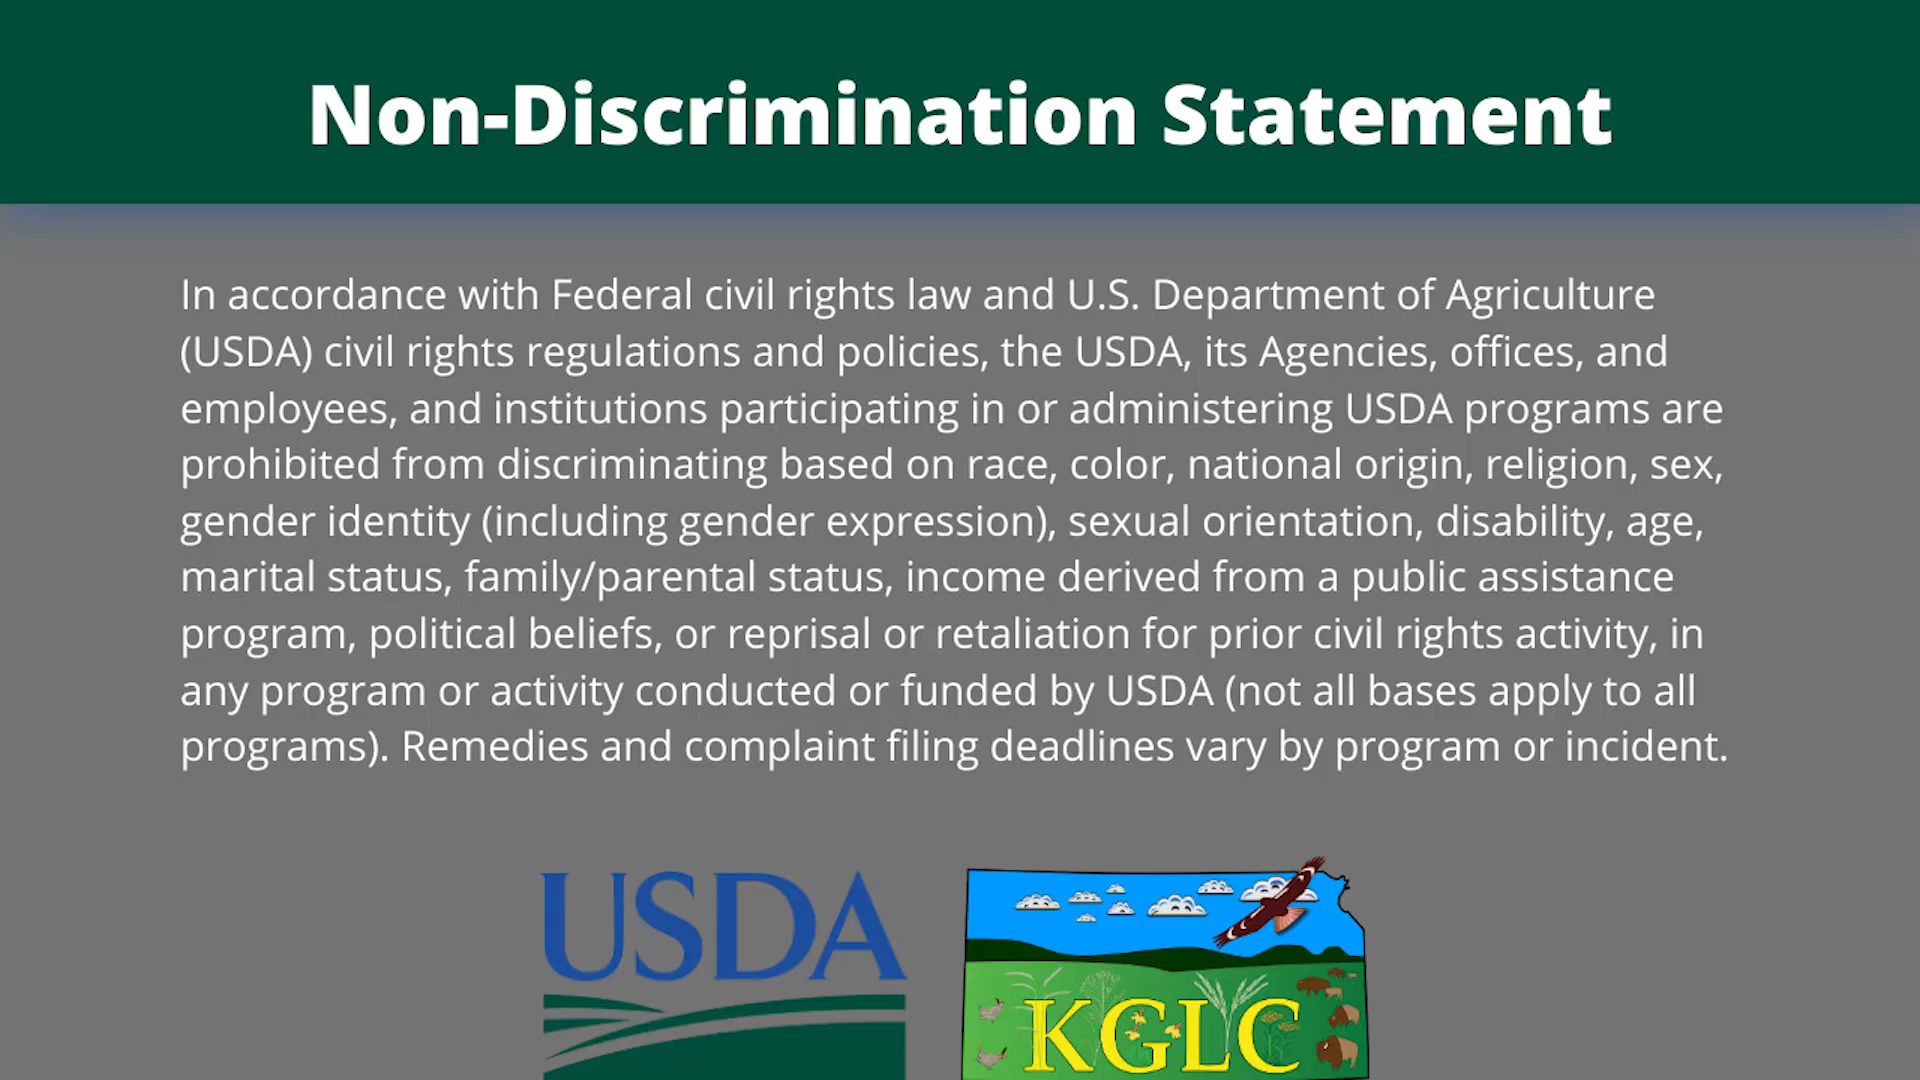 Non-Discrimination Statement
In accordance with Federal civil rights law and U.S. Department of Agriculture
(USDA) civil rights regulations and policies, the USDA, its Agencies, offices, and
employees, and institutions participating in or administering USDA programs are
prohibited from discriminating based on race, color, national origin, religion, sex,
gender identity (including gender expression), sexual orientation, disability, age,
marital status, family/parental status, income derived from a public assistance
program, political beliefs, or reprisal or retaliation for prior civil rights activity, in
any program or activity conducted or funded by USDA (not all bases apply to all
programs). Remedies and complaint filing deadlines vary by program or incident.
USDA
KGLC